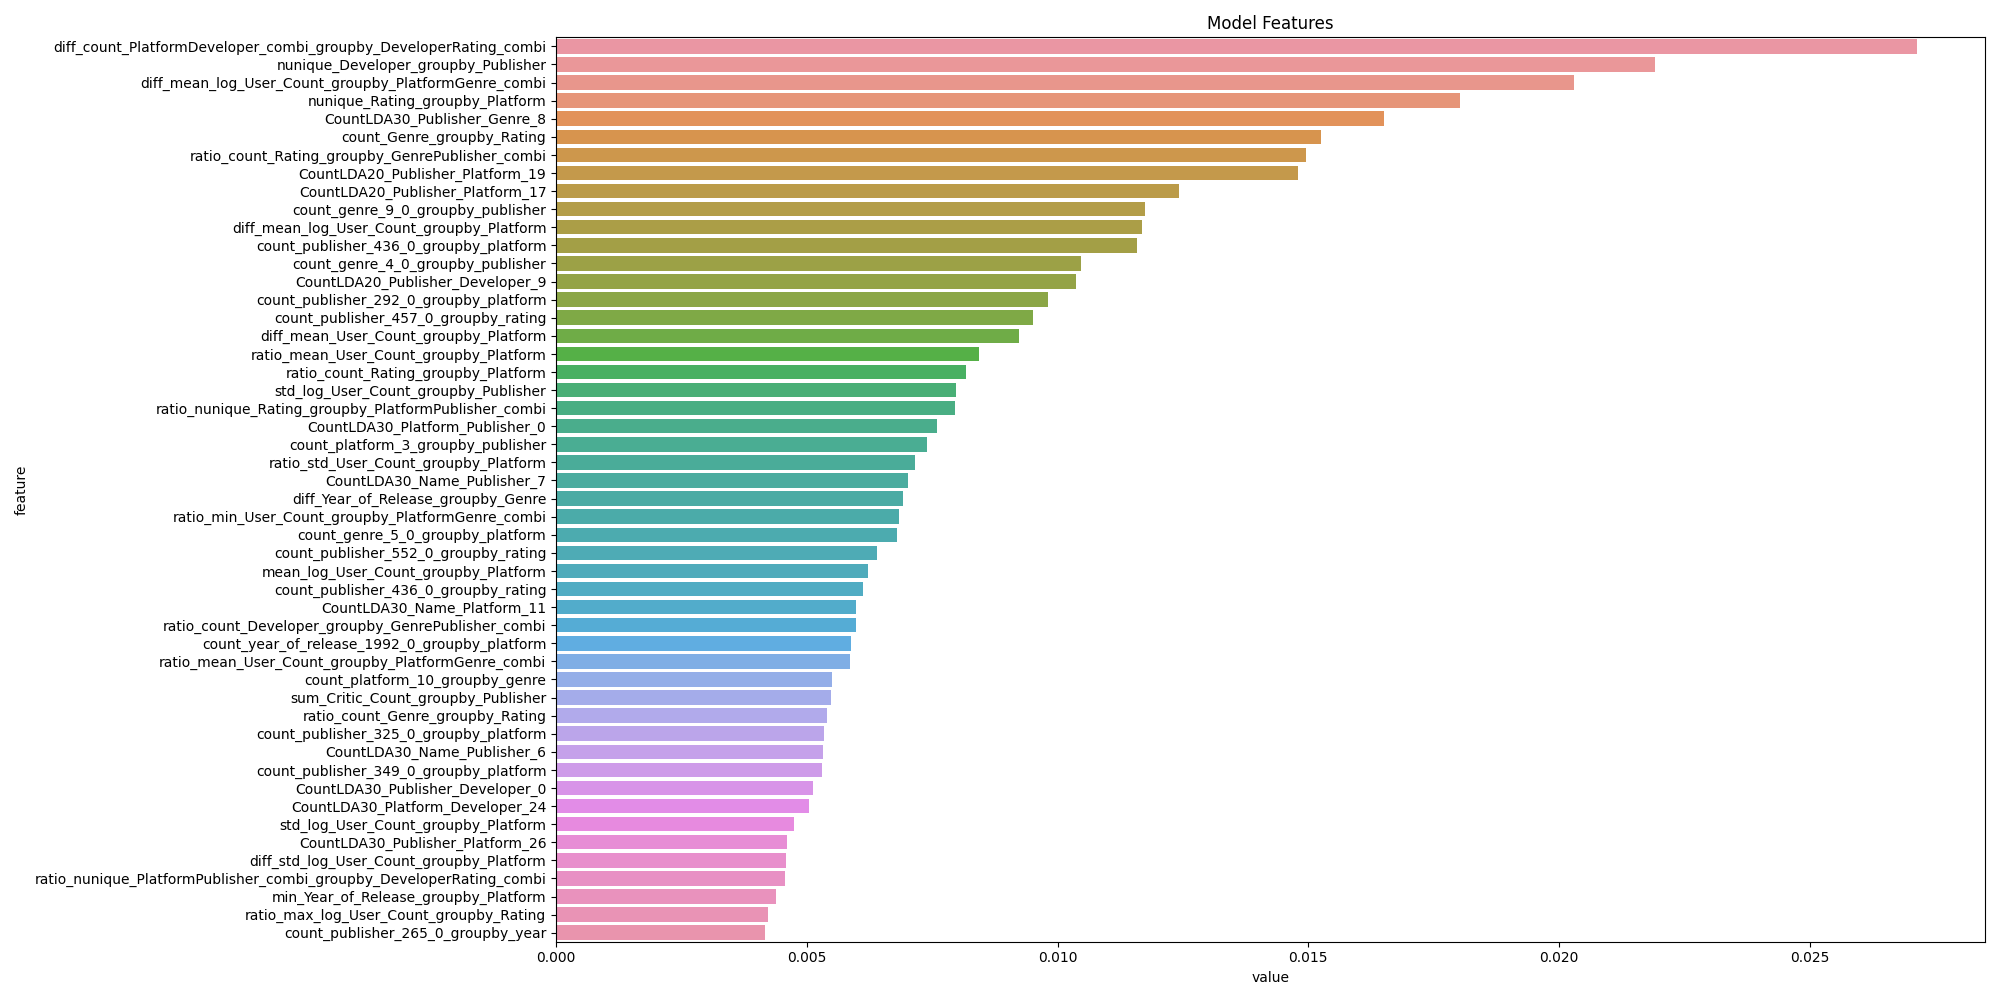 Model Features
diff_count_PlatformDeveloper_combi_groupby_DeveloperRating_combi
nunique_Developer_groupby_Publisher
diff_mean_log_User_Count_groupby_PlatformGenre_combi
nunique_Rating_groupby_Platform
CountLDA30_Publisher_Genre_8
count_Genre_groupby_Rating
ratio_count_Rating_groupby_GenrePublisher_combi
CountLDA20_Publisher_Platform_19
CountLDA20_Publisher_Platform_17
count_genre_9_0_groupby_publisher
diff_mean_log_User_Count_groupby_Platform
count_publisher_436_0_groupby_platform
count_genre_4_0_groupby_publisher
CountLDA20_Publisher_Developer_9
count_publisher_292_0_groupby_platform
count_publisher_457_0_groupby_rating
diff_mean_User_Count_groupby_Platform
ratio_mean_User_Count_groupby_Platform
ratio_count_Rating_groupby_Platform
std_log_User_Count_groupby_Publisher
ratio_nunique_Rating_groupby_PlatformPublisher_combi
CountLDA30_Platform_Publisher_0
count_platform_3_groupby_publisher
ratio_std_User_Count_groupby_Platform
CountLDA30_Name_Publisher_7
diff_Year_of_Release_groupby_Genre
ratio_min_User_Count_groupby_PlatformGenre_combi
count_genre_5_0_groupby_platform
count_publisher_552_0_groupby_rating
mean_log_User_Count_groupby_Platform
count_publisher_436_0_groupby_rating
CountLDA30_Name_Platform_11
ratio_count_Developer_groupby_GenrePublisher_combi
count_year_of_release_1992_0_groupby_platform
ratio_mean_User_Count_groupby_PlatformGenre_combi
count_platform_10_groupby_genre
sum_Critic_Count_groupby_Publisher
ratio_count_Genre_groupby_Rating
count_publisher_325_0_groupby_platform
CountLDA30_Name_Publisher_6
count_publisher_349_0_groupby_platform
CountLDA30_Publisher_Developer_0
CountLDA30_Platform_Developer_24
std_log_User_Count_groupby_Platform
CountLDA30_Publisher_Platform_26
diff_std_log_User_Count_groupby_Platform
ratio_nunique_PlatformPublisher_combi_groupby_DeveloperRating_combi
min_Year_of_Release_groupby_Platform
ratio_max_log_User_Count_groupby_Rating
count_publisher_265_0_groupby_year
feature
0.000 0.005 0.010 0.015 0.020 0.025
value